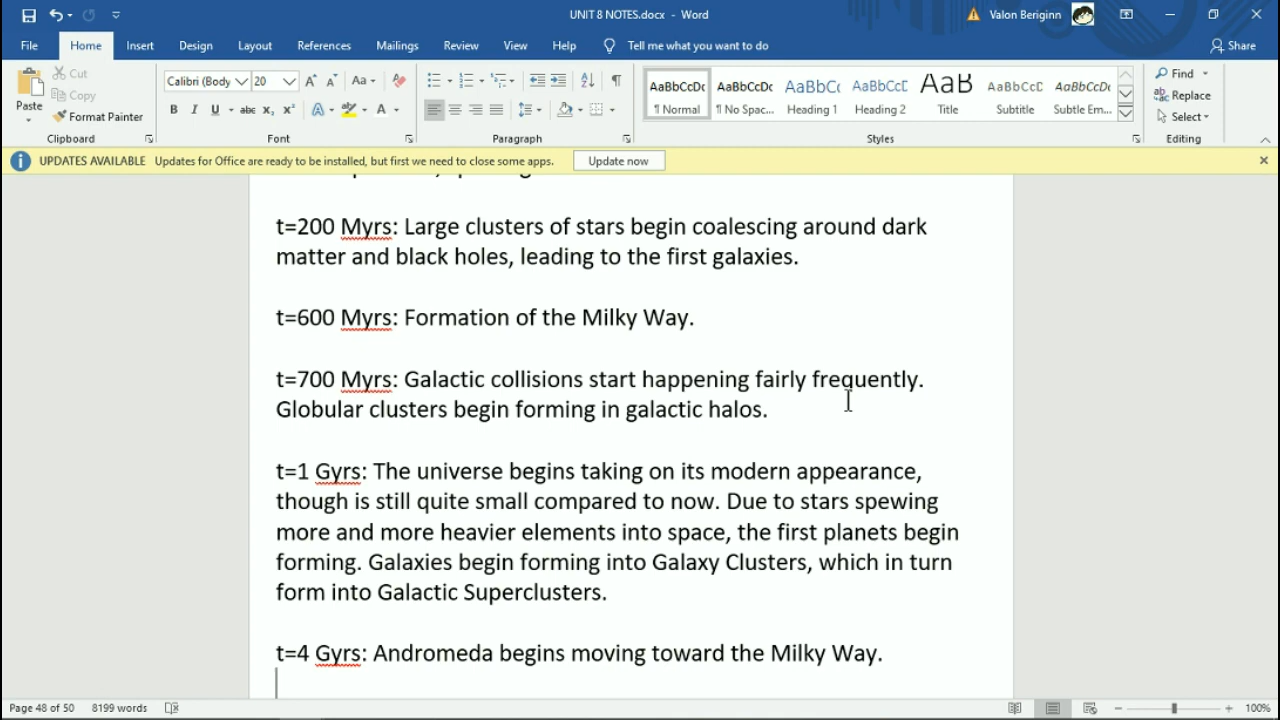 UNIT 8 NOTES.docx - Word
Valon Beriginn
File Home Insert Design Layout References Mailings Review View Help Tell me what you want to do Share
Paste
Cut
Copy
Format Painter
Clipboard
Calibri (Body 20
Font
Paragraph
AaBbCcDc AaBbCcDc AaBbCc AaBbCcC AaB AaBbCcD AaBbCcDc
¶ Normal ¶ No Spac... Heading 1 Heading 2 Title Subtitle Subtle Em...
Styles
Find
Replace
Select
Editing
UPDATES AVAILABLE Updates for Office are ready to be installed, but first we need to close some apps. Update now
t=200 Myrs: Large clusters of stars begin coalescing around dark
matter and black holes, leading to the first galaxies.
t=600 Myrs: Formation of the Milky Way.
t=700 Myrs: Galactic collisions start happening fairly frequently.
Globular clusters begin forming in galactic halos.
t=1 Gyrs: The universe begins taking on its modern appearance,
though is still quite small compared to now. Due to stars spewing
more and more heavier elements into space, the first planets begin
forming. Galaxies begin forming into Galaxy Clusters, which in turn
form into Galactic Superclusters.
t=4 Gyrs: Andromeda begins moving toward the Milky Way.
Page 48 of 50 8199 words 100%